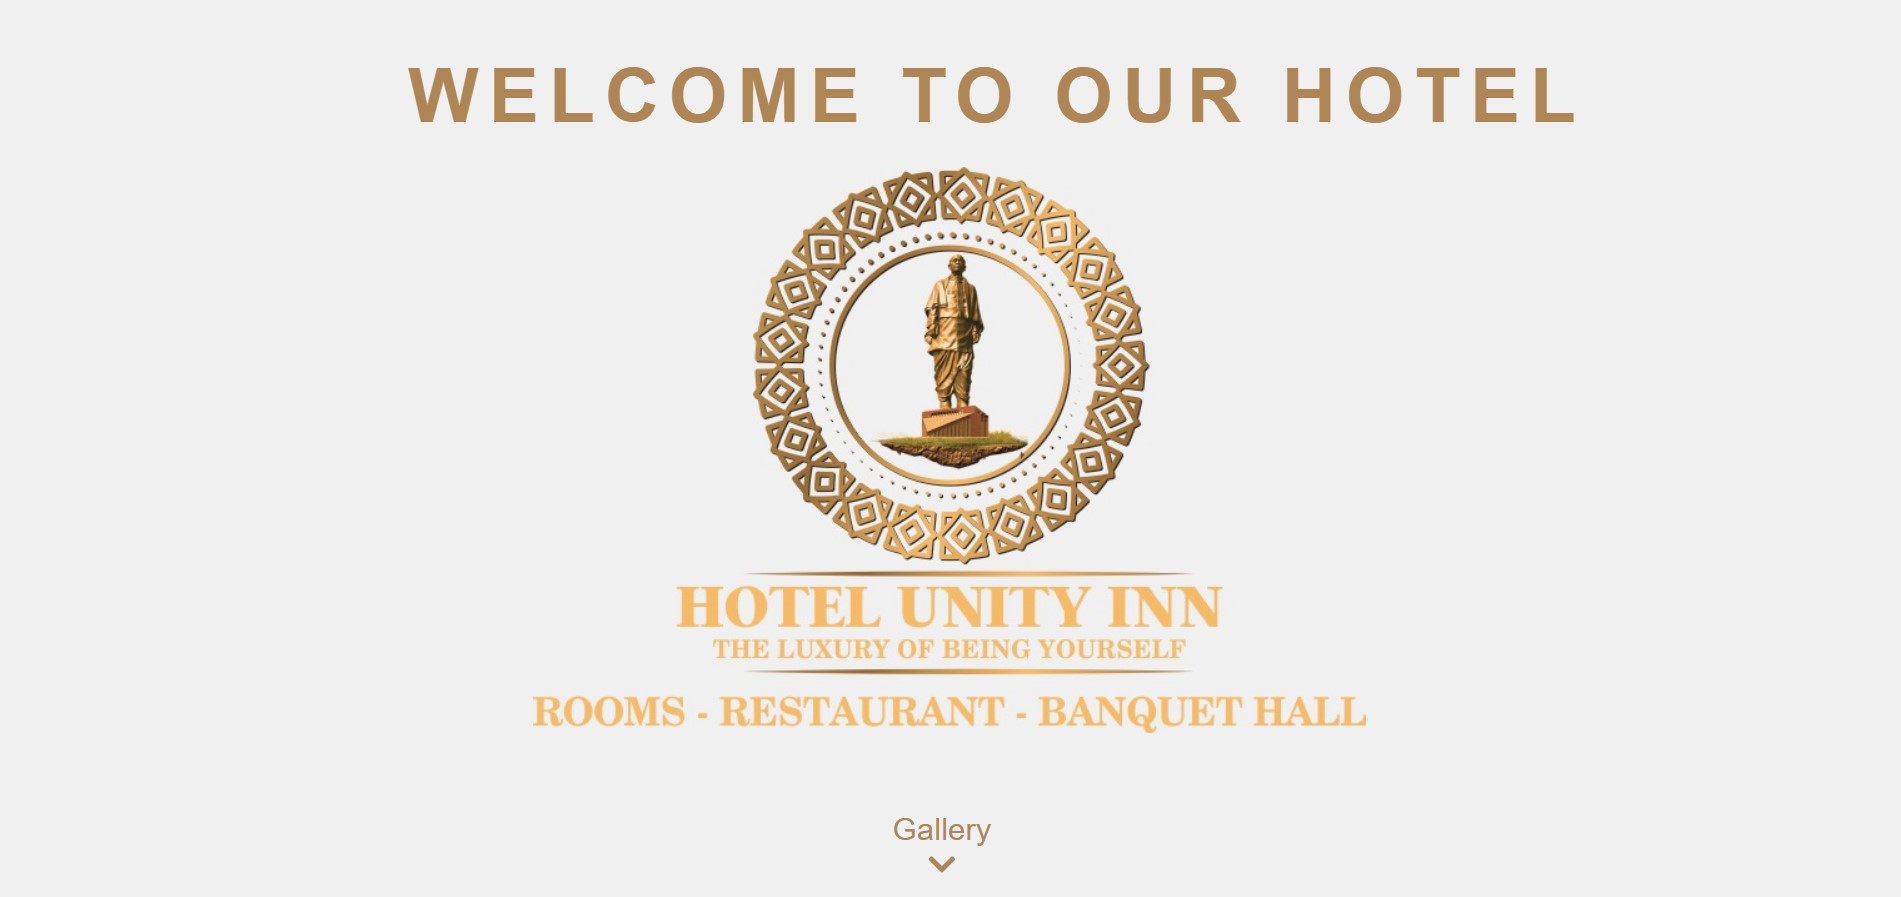 WELCOME TO OUR HOTEL
HOTEL UNITY INN
THE LUXURY OF BEING YOURSELF
ROOMS - RESTAURANT - BANQUET HALL
Gallery